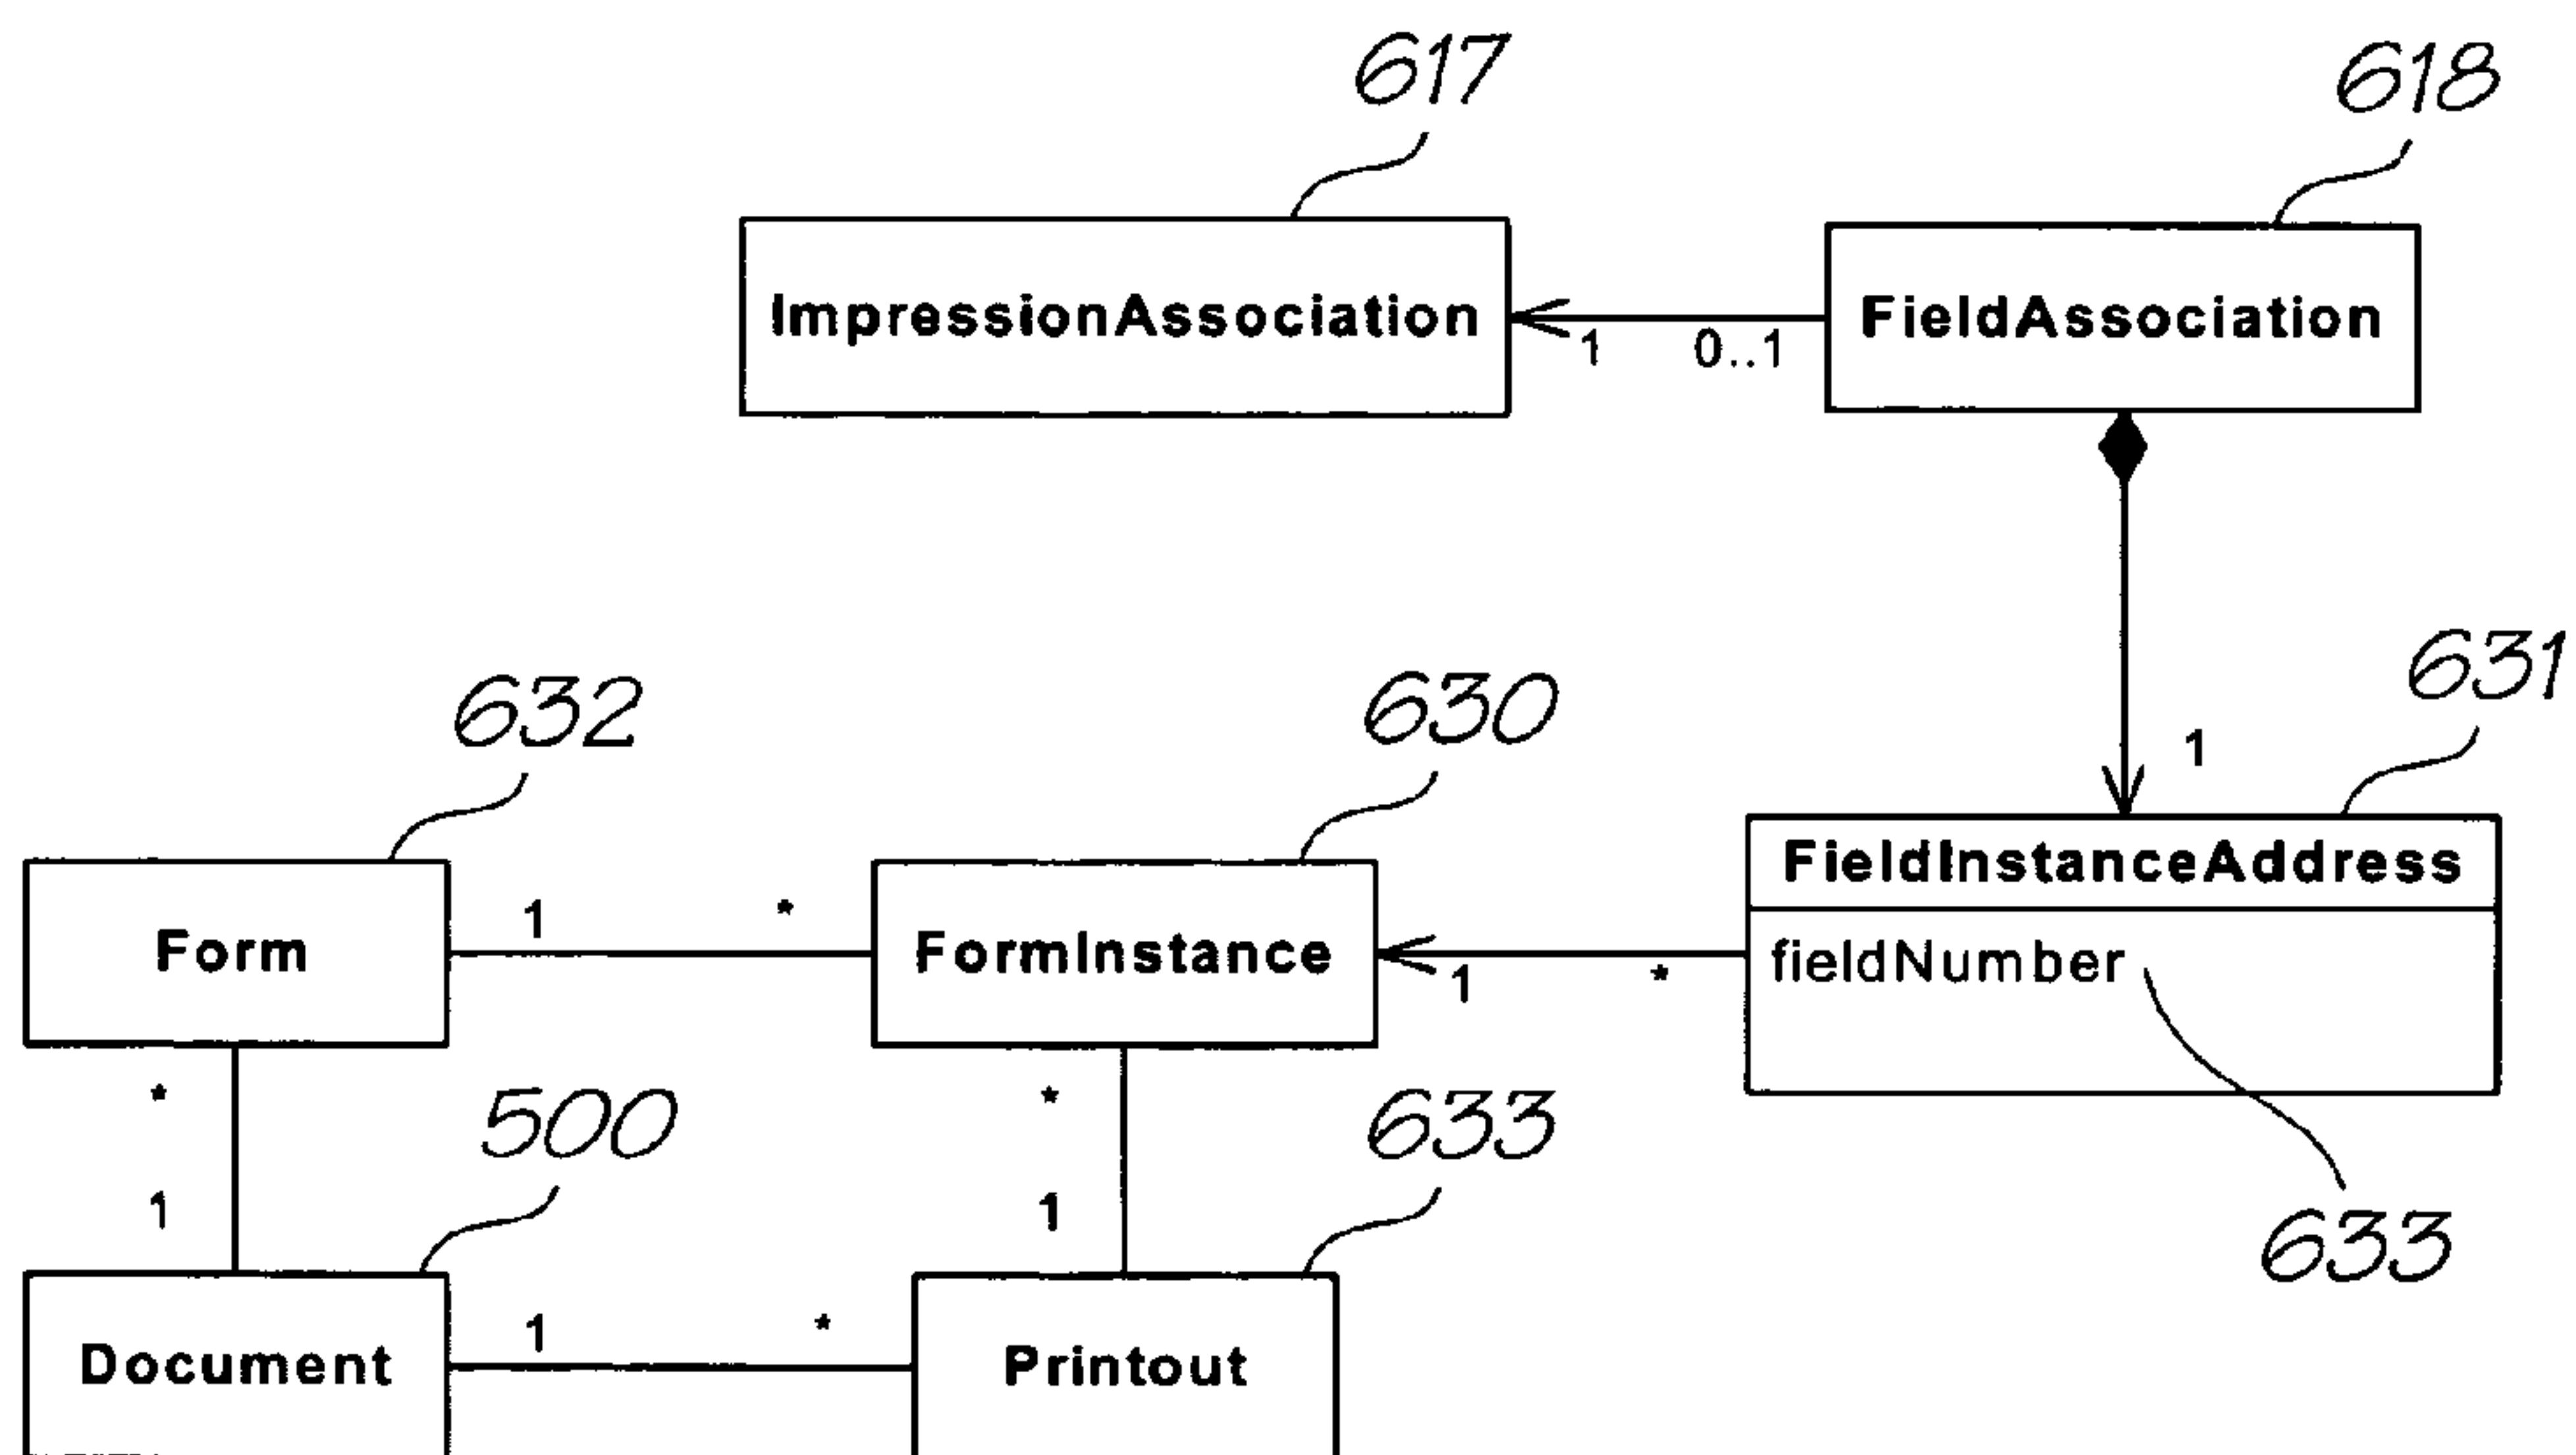 617
618
ImpressionAssociation
1
0..1
FieldAssociation
1
631
632
630
FieldInstanceAddress
Form
1
*
FormInstance
1
*
fieldNumber
*
1
500
*
1
633
633
Document
1
*
Printout